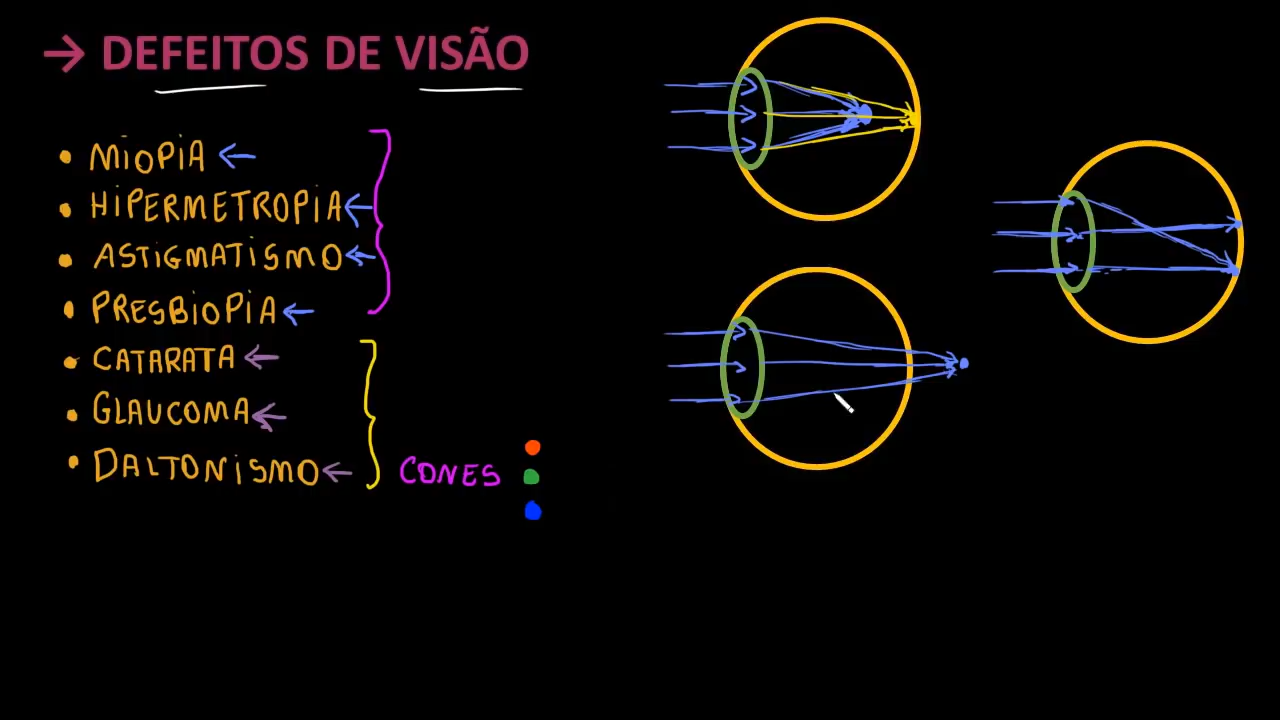 → DEFEITOS DE VISÃO
• MIOPIA ←
• HIPERMETROPIA ←
• ASTIGMATISMO ←
• PRESBIOPIA ←
• CATARATA ←
• GLAUCOMA ←
• DALTONISMO ← CONES